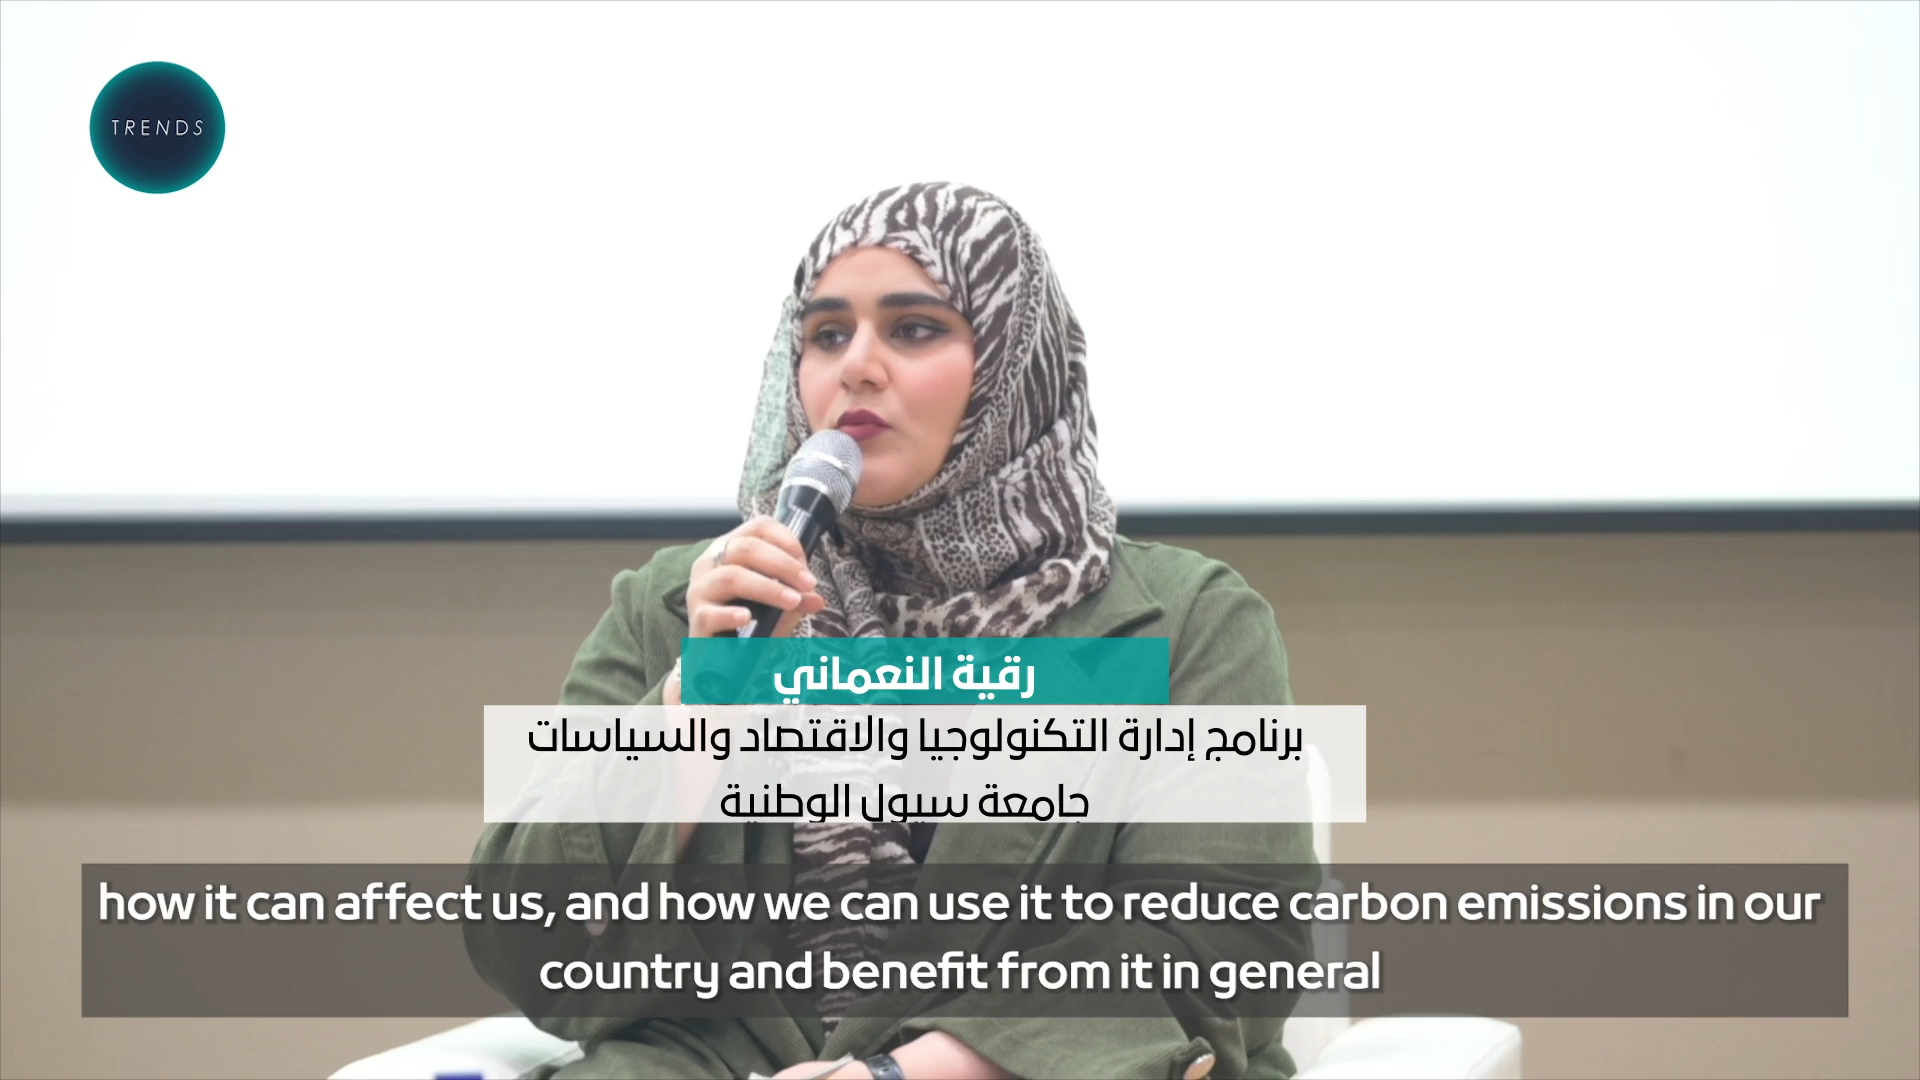 TRENDS
رقية النعماني
برنامج إدارة التكنولوجيا والاقتصاد والسياسات
جامعة سيول الوطنية
how it can affect us, and how we can use it to reduce carbon emissions in our
country and benefit from it in general